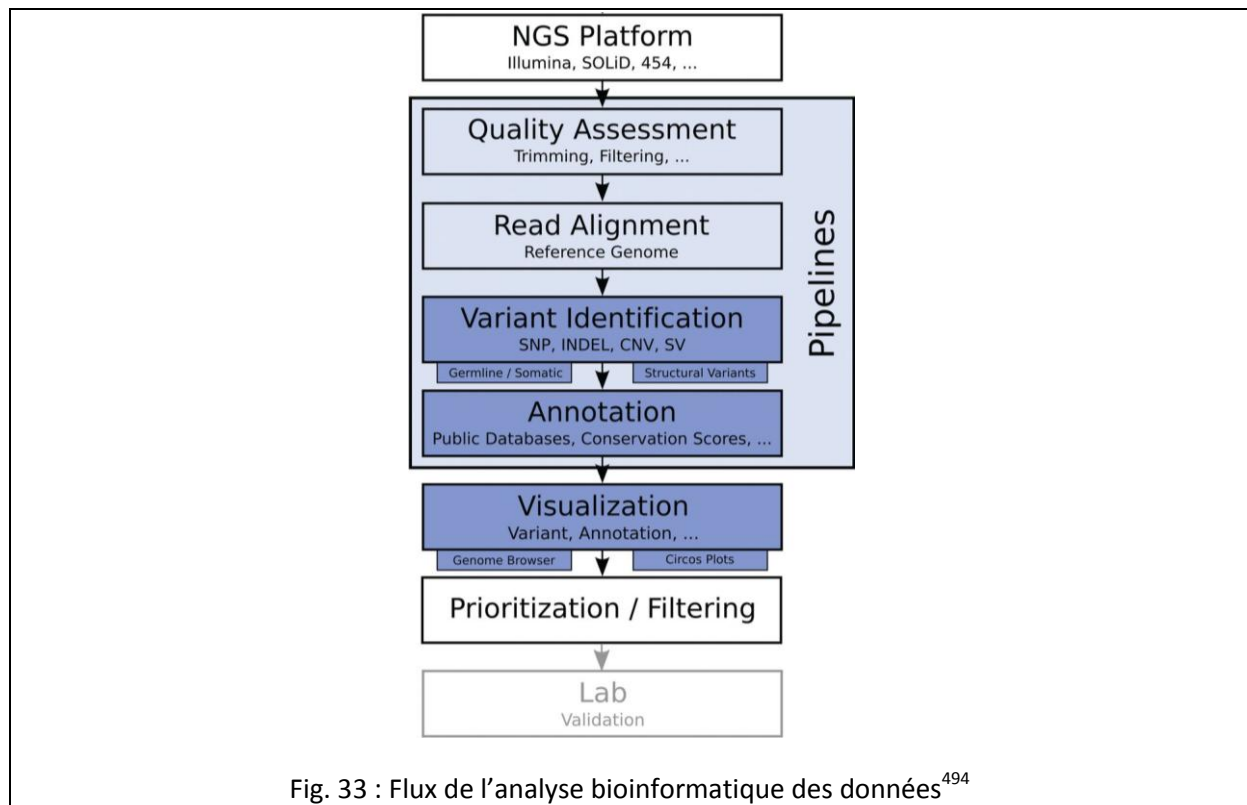 NGS Platform
Illumina, SOLiD, 454, ...
Quality Assessment
Trimming, Filtering, ...
Read Alignment
Reference Genome
Variant Identification
SNP, INDEL, CNV, SV
Germline / Somatic
Structural Variants
Annotation
Public Databases, Conservation Scores, ...
Pipelines
Visualization
Variant, Annotation, ...
Genome Browser
Circos Plots
Prioritization / Filtering
Lab
Validation
Fig. 33 : Flux de l’analyse bioinformatique des données494